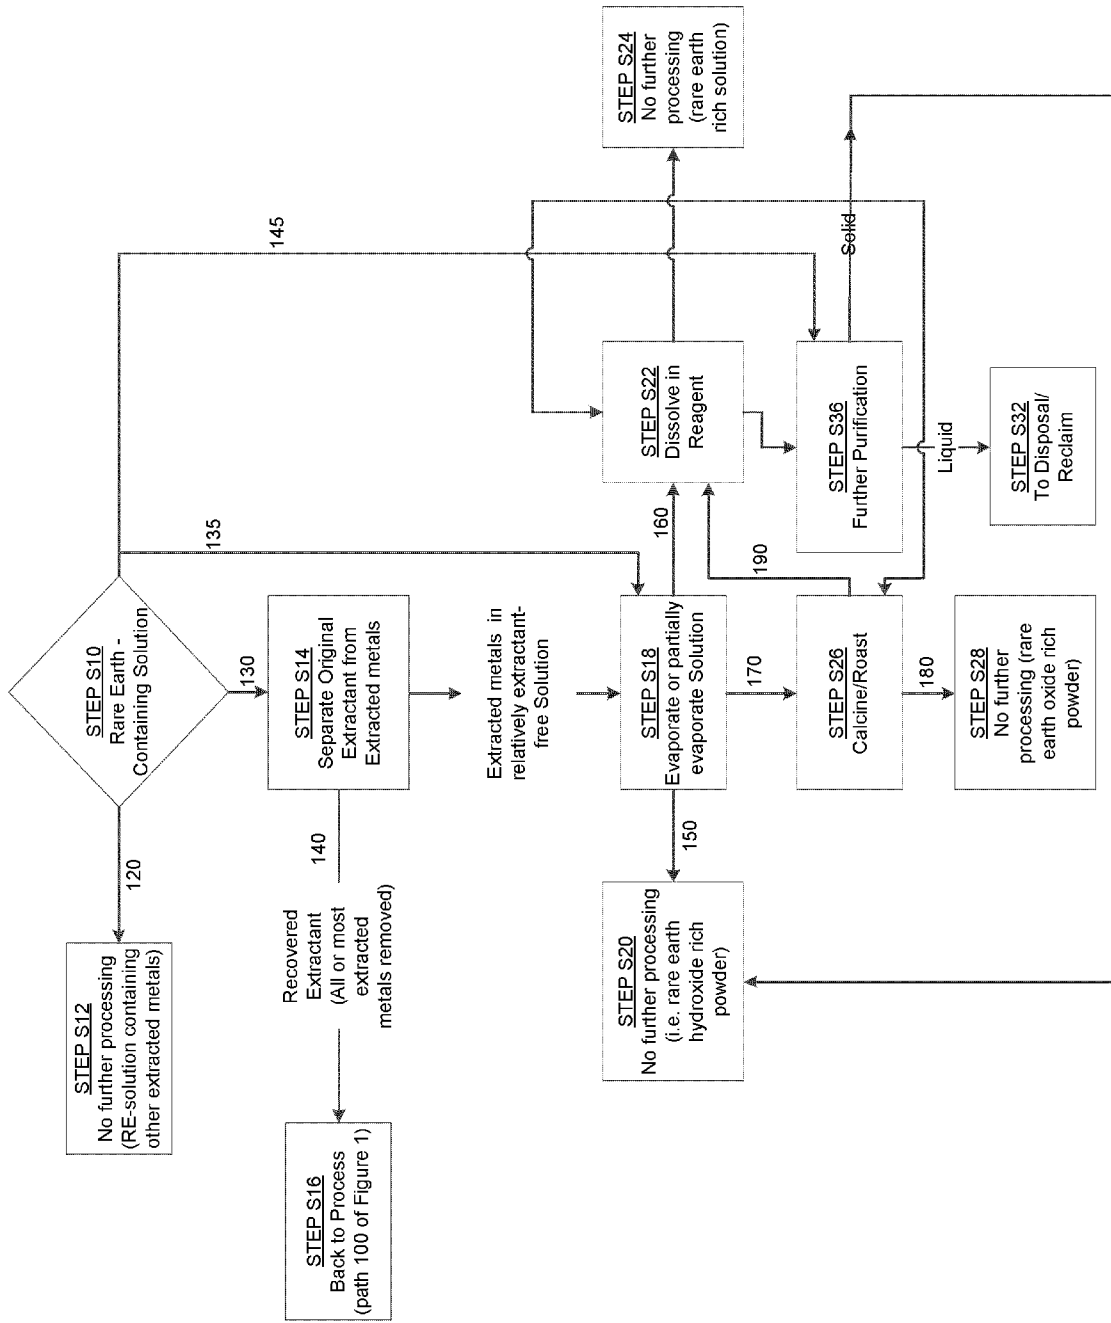 STEP S10
Rare Earth -
Containing Solution
120
STEP S12
No further processing
(RE-solution containing
other extracted metals)
130
135
145
STEP S14
Separate Original
Extractant from
Extracted metals
140
Recovered
Extractant
(All or most
extracted
metals removed)
STEP S16
Back to Process
(path 100 of Figure 1)
Extracted metals in
relatively extractant-
free Solution
STEP S18
Evaporate or partially
evaporate Solution
150
STEP S20
No further processing
(i.e. rare earth
hydroxide rich
powder)
160
STEP S22
Dissolve in
Reagent
STEP S24
No further
processing
(rare earth
rich solution)
170
190
STEP S26
Calcine/Roast
180
STEP S28
No further
processing (rare
earth oxide rich
powder)
STEP S36
Further Purification
Solid
Liquid
STEP S32
To Disposal/
Reclaim